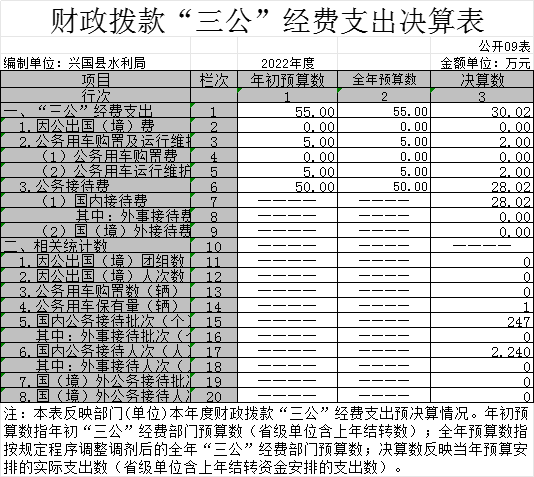 财政拨款“三公”经费支出决算表
公开09表
编制单位：兴国县水利局 2022年度 金额单位：万元
项目 栏次 年初预算数 全年预算数 决算数
行次 1 2 3
一、“三公”经费支出 1 55.00 55.00 30.02
1.因公出国（境）费 2 0.00 0.00 0.00
2.公务用车购置及运行维护 3 5.00 5.00 2.00
（1）公务用车购置费 4 0.00 0.00 0.00
（2）公务用车运行维护 5 5.00 5.00 2.00
3.公务接待费 6 50.00 50.00 28.02
（1）国内接待费 7 ———— ———— 28.02
其中：外事接待费 8 ———— ———— 0.00
（2）国（境）外接待费 9 ———— ———— 0.00
二、相关统计数 10 ———— ———— ————
1.因公出国（境）团组数 11 ———— ———— 0
2.因公出国（境）人次数 12 ———— ———— 0
3.公务用车购置数（辆） 13 ———— ———— 0
4.公务用车保有量（辆） 14 ———— ———— 1
5.国内公务接待批次（个 15 ———— ———— 247
其中：外事接待批次（ 16 ———— ———— 0
6.国内公务接待人次（人 17 ———— ———— 2,240
其中：外事接待人次（ 18 ———— ———— 0
7.国（境）外公务接待批 19 ———— ———— 0
8.国（境）外公务接待人 20 ———— ———— 0
注：本表反映部门(单位)本年度财政拨款“三公”经费支出预决算情况。年初预
算数指年初“三公”经费部门预算数（省级单位含上年结转数）；全年预算数指
按规定程序调整调剂后的全年“三公”经费部门预算数；决算数反映当年预算安
排的实际支出数（省级单位含上年结转资金安排的支出数）。